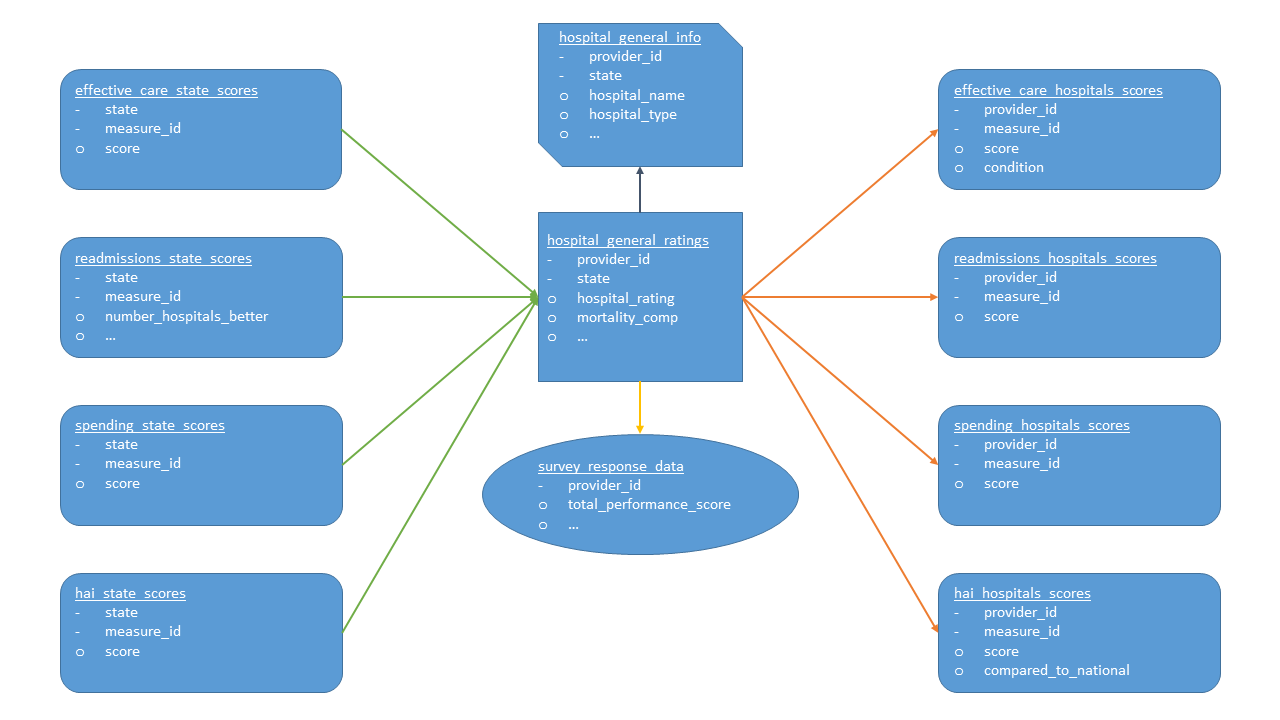 hospital_general_info
- provider_id
- state
o hospital_name
o hospital_type
o ...
effective_care_state_scores
- state
- measure_id
o score
effective_care_hospitals_scores
- provider_id
- measure_id
o score
o condition
hospital_general_ratings
- provider_id
- state
o hospital_rating
o mortality_comp
o ...
readmissions_state_scores
- state
- measure_id
o number_hospitals_better
o ...
readmissions_hospitals_scores
- provider_id
- measure_id
o score
spending_state_scores
- state
- measure_id
o score
survey_response_data
- provider_id
o total_performance_score
o ...
spending_hospitals_scores
- provider_id
- measure_id
o score
hai_state_scores
- state
- measure_id
o score
hai_hospitals_scores
- provider_id
- measure_id
o score
o compared_to_national